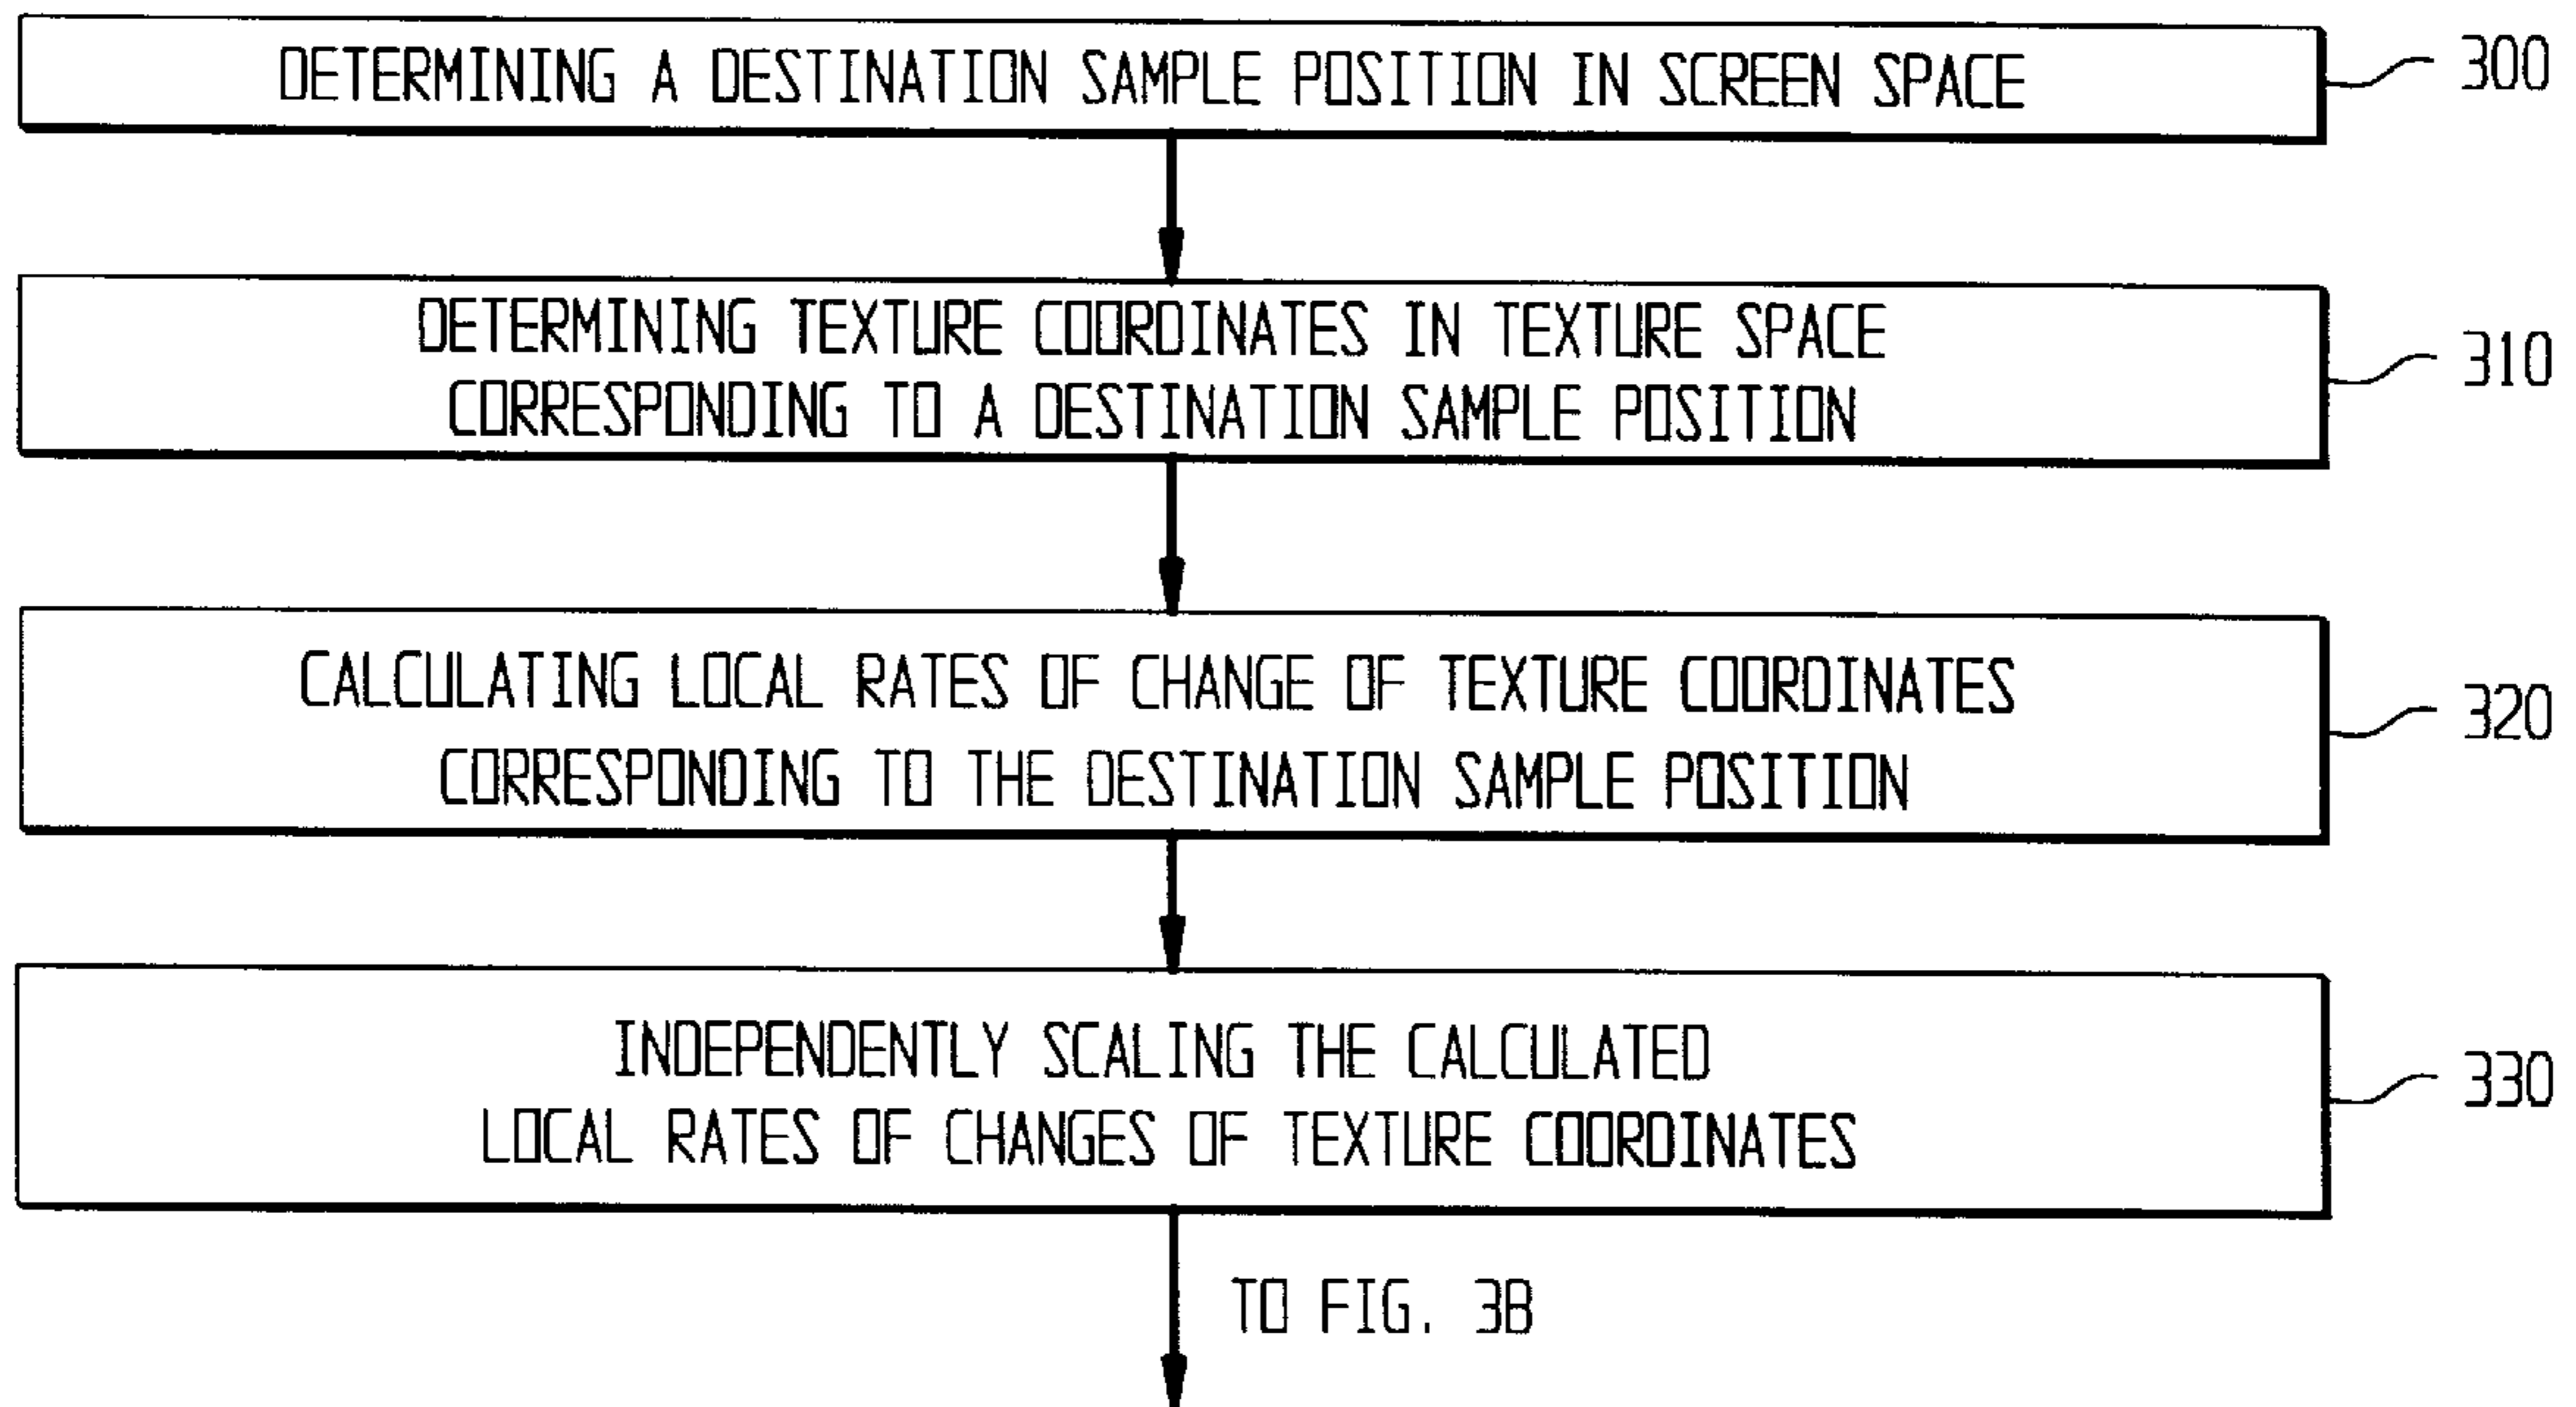 DETERMINING A DESTINATION SAMPLE POSITION IN SCREEN SPACE
300
DETERMINING TEXTURE COORDINATES IN TEXTURE SPACE
CORRESPONDING TO A DESTINATION SAMPLE POSITION
310
CALCULATING LOCAL RATES OF CHANGE OF TEXTURE COORDINATES
CORRESPONDING TO THE DESTINATION SAMPLE POSITION
320
INDEPENDENTLY SCALING THE CALCULATED
LOCAL RATES OF CHANGES OF TEXTURE COORDINATES
330
TO FIG. 3B